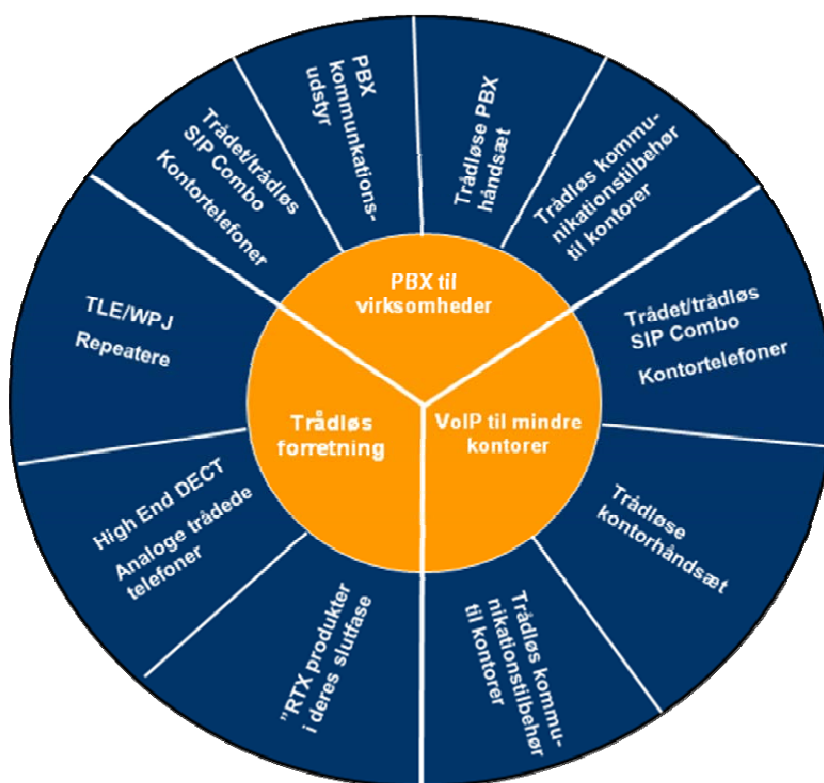 PBX til
virksomheder
Trådløs
forretning
VoIP til mindre
kontorer
Trådet/trådløs
SIP Combo
Kontortelefoner
PBX
kommunkations-
udstyr
Trådløse PBX
håndsæt
Trådløs kommu-
nikationstilbehør
til kontorer
Trådet/trådløs
SIP Combo
Kontortelefoner
Trådløse
kontorhåndsæt
Trådløs kommu-
nikationstilbehør
til kontorer
"RTX produkter
i deres slutfase
High End DECT
Analoge trådede
telefoner
TLE/WPJ
Repeatere